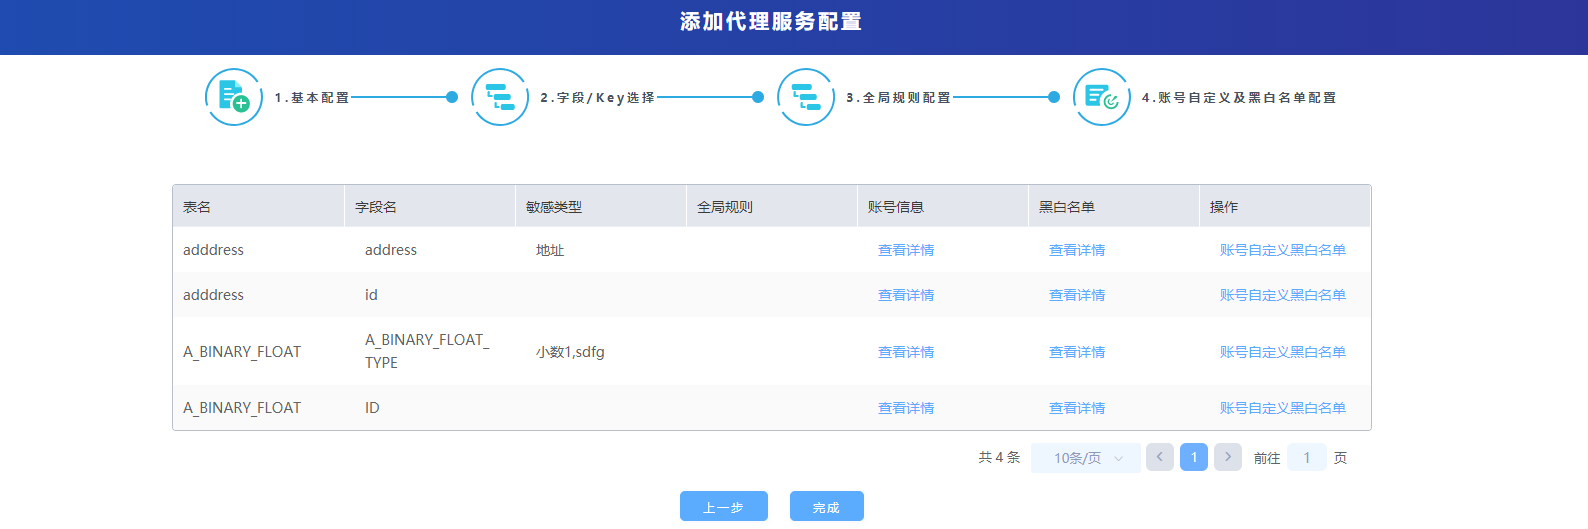 添加代理服务配置
1.基本配置 2.字段/Key选择 3.全局规则配置 4.账号自定义及黑白名单配置
表名 字段名 敏感类型 全局规则 账号信息 黑白名单 操作
adddress address 地址 查看详情 查看详情 账号自定义黑白名单
adddress id 查看详情 查看详情 账号自定义黑白名单
A_BINARY_FLOAT A_BINARY_FLOAT_ 小数1,sdfg 查看详情 查看详情 账号自定义黑白名单
TYPE
A_BINARY_FLOAT ID 查看详情 查看详情 账号自定义黑白名单
共 4 条 10条/页 1 前往 1 页
上一步 完成